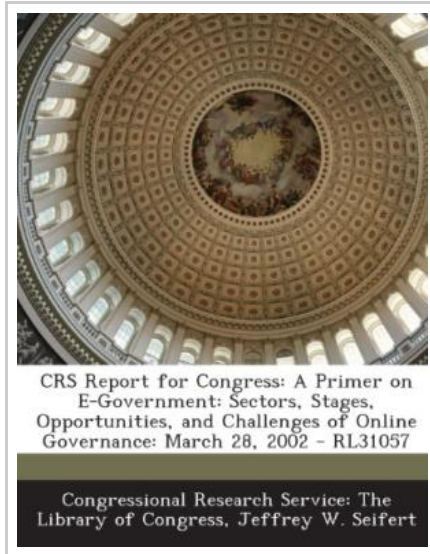 CRS Report for Congress: A Primer on
E-Government: Sectors, Stages,
Opportunities, and Challenges of Online
Governance: March 28, 2002 - RL31057
Congressional Research Service: The
Library of Congress, Jeffrey W. Seifert